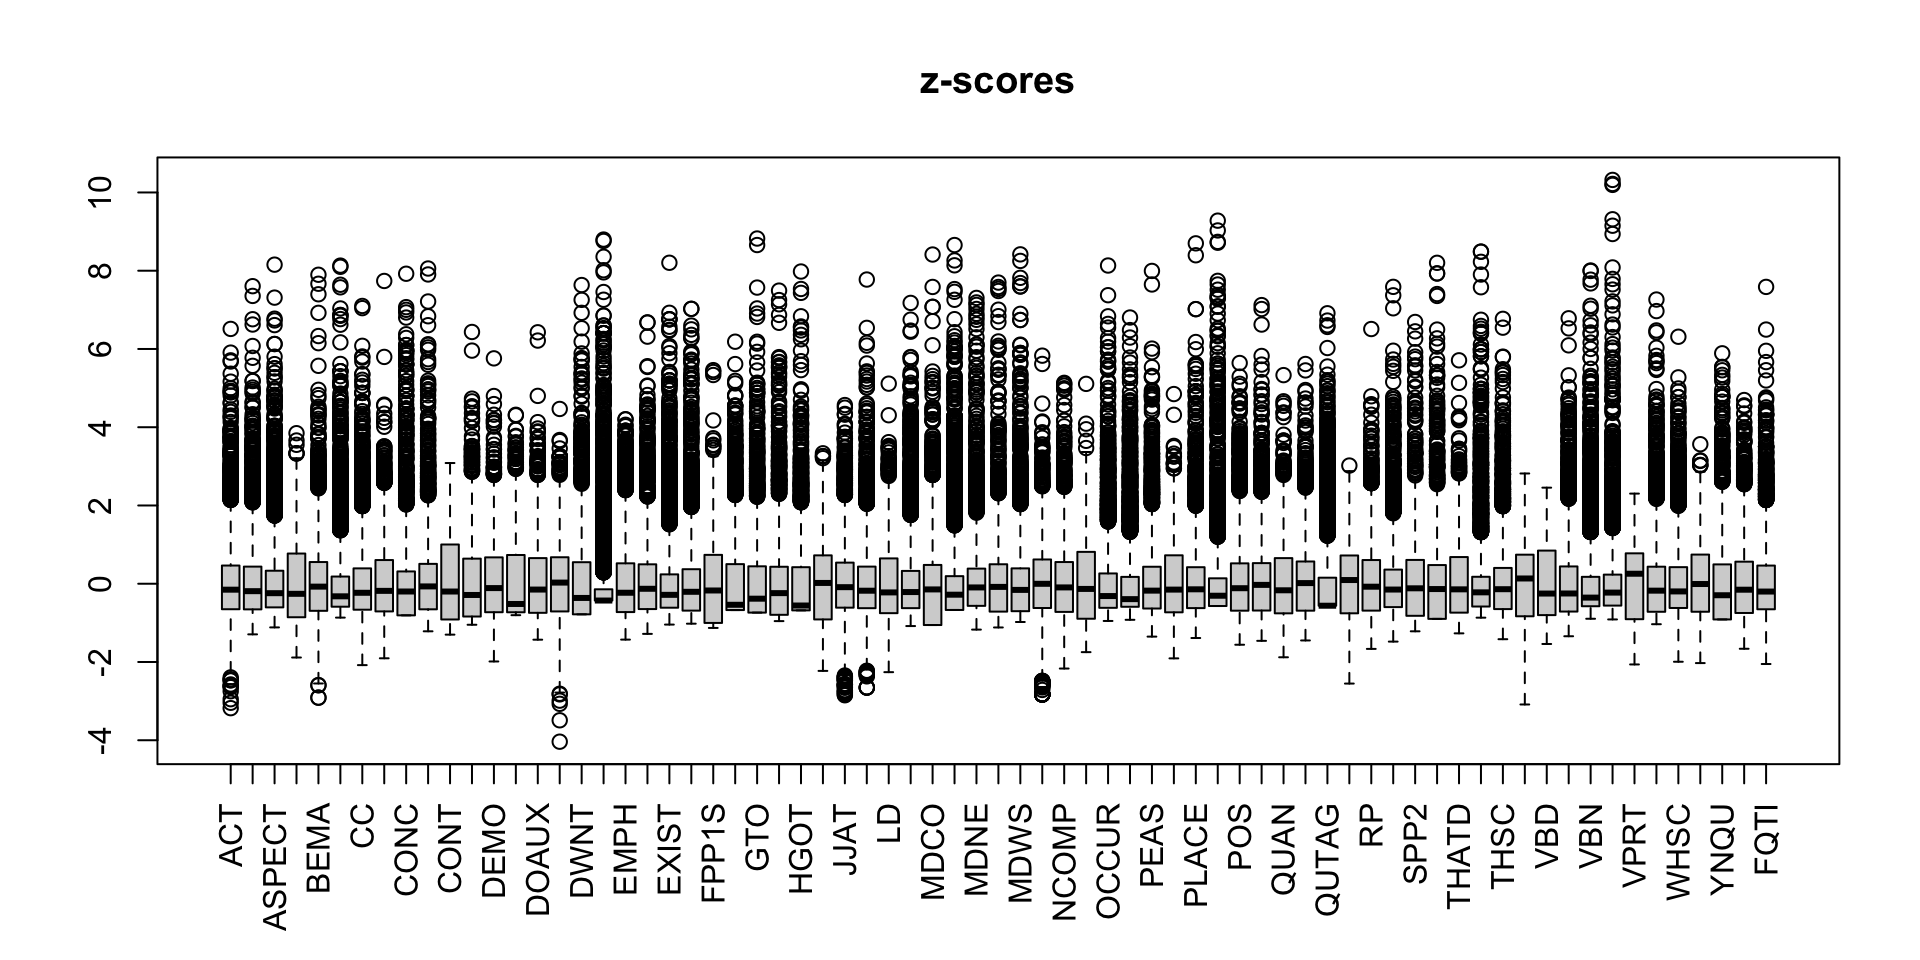 z-scores
10
8
6
4
2
0
-2
-4
ACT
ASPECT
BEMA
CC
CONC
CONT
DEMO
DOAUX
DWNT
EMPH
EXIST
FPP1S
GTO
HGOT
JJAT
LD
MDCO
MDNE
MDWS
NCOMP
OCCUR
PEAS
PLACE
POS
QUAN
QUTAG
RP
SPP2
THATD
THSC
VBD
VBN
VPRT
WHSC
YNQU
FQTI